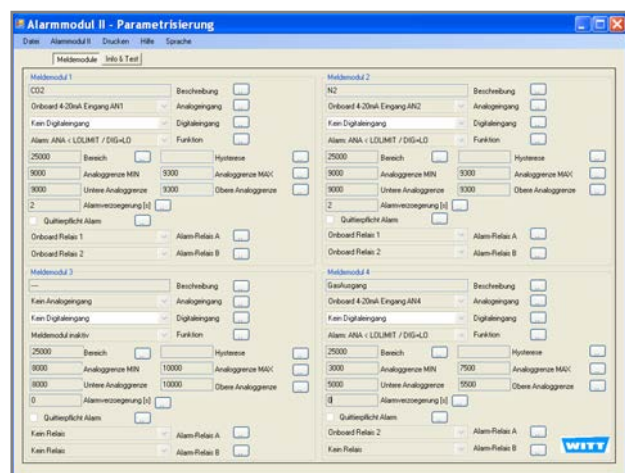 Alarmmodul II - Parametrisierung
Datei Alarmmodul II Drucken Hilfe Sprache
Meldemodule Info & Test
Meldemodul 1
CO2 Beschreibung ...
Onboard 4-20mA Eingang AN1 Analogeingang ...
Kein Digitaleingang Digitaleingang ...
Alarm: ANA < LOLIMIT / DIG=LO Funktion ...
25000 Bereich ... Hysterese ...
9000 Analoggrenze MIN 9300 Analoggrenze MAX ...
9000 Untere Analoggrenze 9300 Obere Analoggrenze ...
2 Alarmverzoegerung [s] ...
Quittierpflicht Alarm ...
Onboard Relais 1 Alarm-Relais A ...
Onboard Relais 2 Alarm-Relais B ...
Meldemodul 2
N2 Beschreibung ...
Onboard 4-20mA Eingang AN2 Analogeingang ...
Kein Digitaleingang Digitaleingang ...
Alarm: ANA < LOLIMIT / DIG=LO Funktion ...
25000 Bereich ... Hysterese ...
9000 Analoggrenze MIN 9300 Analoggrenze MAX ...
9000 Untere Analoggrenze 9300 Obere Analoggrenze ...
2 Alarmverzoegerung [s] ...
Quittierpflicht Alarm ...
Onboard Relais 1 Alarm-Relais A ...
Onboard Relais 2 Alarm-Relais B ...
Meldemodul 3
--- Beschreibung ...
Kein Analogeingang Analogeingang ...
Kein Digitaleingang Digitaleingang ...
Meldemodul inaktiv Funktion ...
25000 Bereich ... Hysterese ...
8000 Analoggrenze MIN 10000 Analoggrenze MAX ...
8000 Untere Analoggrenze 10000 Obere Analoggrenze ...
0 Alarmverzoegerung [s] ...
Quittierpflicht Alarm ...
Kein Relais Alarm-Relais A ...
Kein Relais Alarm-Relais B ...
Meldemodul 4
GasAusgang Beschreibung ...
Onboard 4-20mA Eingang AN4 Analogeingang ...
Kein Digitaleingang Digitaleingang ...
Alarm: ANA < LOLIMIT / DIG=LO Funktion ...
25000 Bereich ... Hysterese ...
3000 Analoggrenze MIN 7500 Analoggrenze MAX ...
5000 Untere Analoggrenze 5500 Obere Analoggrenze ...
0 Alarmverzoegerung [s] ...
Quittierpflicht Alarm ...
Onboard Relais 2 Alarm-Relais A ...
Kein Relais Alarm-Relais B ...
WITT